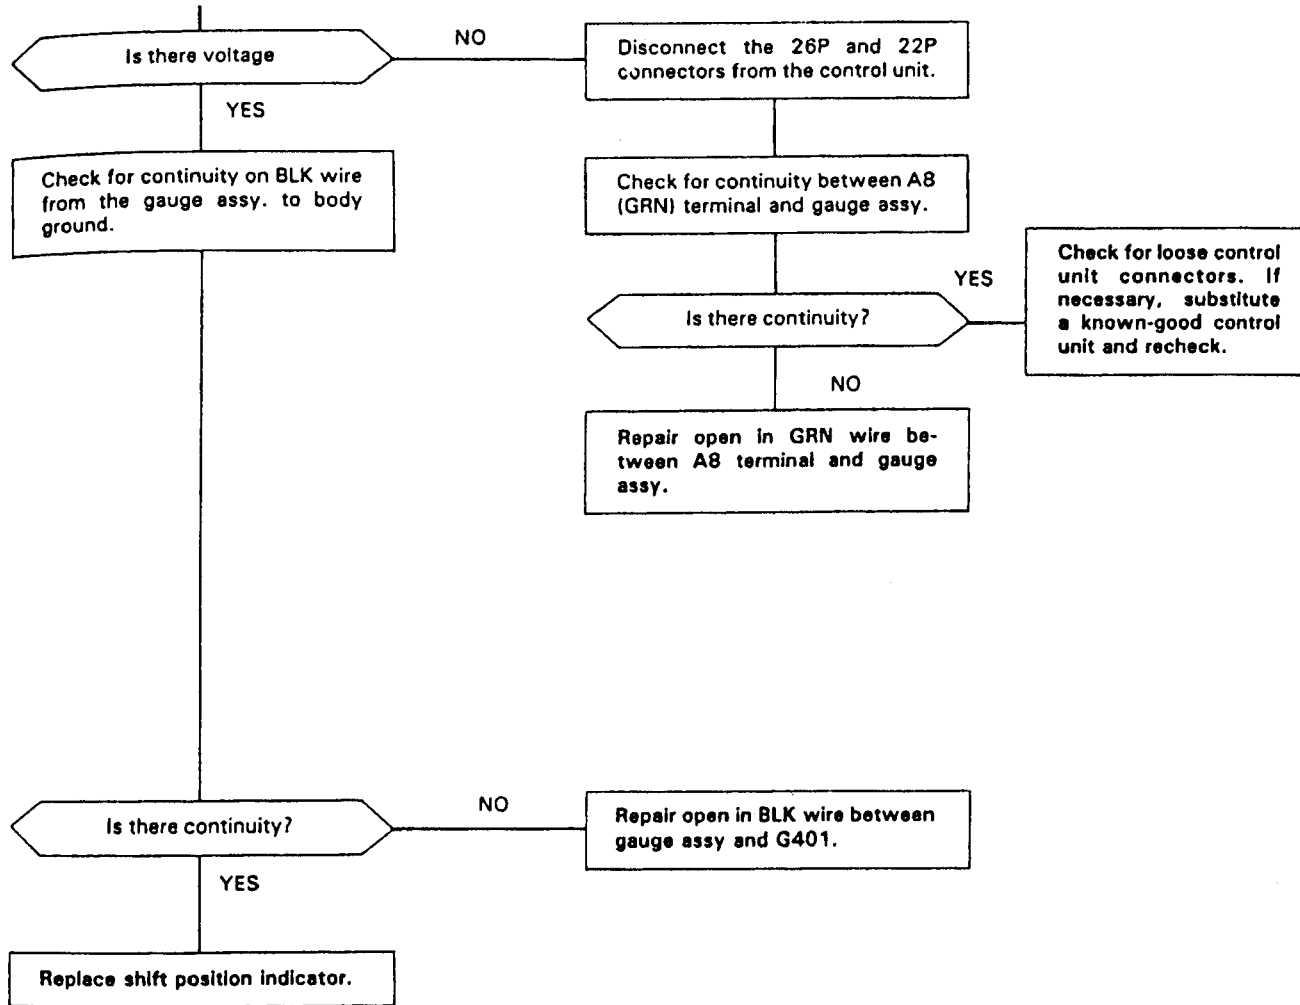 Is there voltage
NO
Disconnect the 26P and 22P
connectors from the control unit.
YES
Check for continuity on BLK wire
from the gauge assy. to body
ground.
Check for continuity between A8
(GRN) terminal and gauge assy.
Is there continuity?
YES
Check for loose control
unit connectors. If
necessary, substitute
a known-good control
unit and recheck.
NO
Repair open in GRN wire be-
tween A8 terminal and gauge
assy.
Is there continuity?
NO
Repair open in BLK wire between
gauge assy and G401.
YES
Replace shift position indicator.